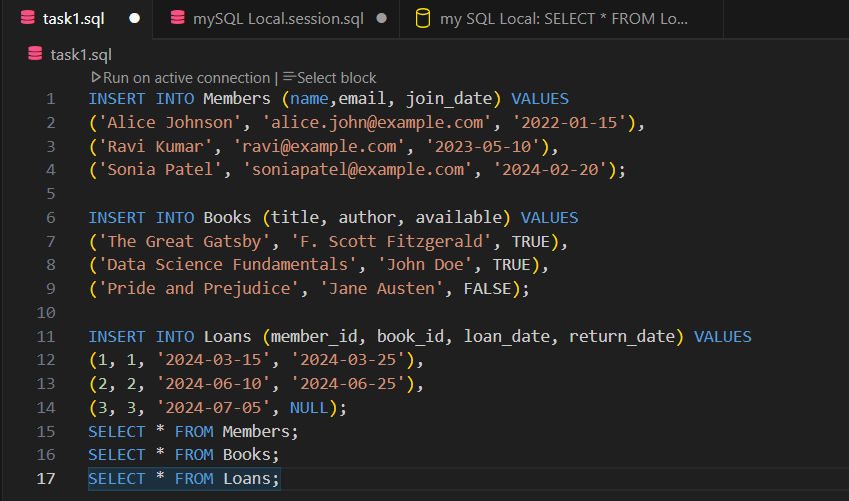 task1.sql mySQL Local.session.sql my SQL Local: SELECT * FROM Lo...
task1.sql
Run on active connection | Select block
1 INSERT INTO Members (name,email, join_date) VALUES
2 ('Alice Johnson', 'alice.john@example.com', '2022-01-15'),
3 ('Ravi Kumar', 'ravi@example.com', '2023-05-10'),
4 ('Sonia Patel', 'soniapatel@example.com', '2024-02-20');
5
6 INSERT INTO Books (title, author, available) VALUES
7 ('The Great Gatsby', 'F. Scott Fitzgerald', TRUE),
8 ('Data Science Fundamentals', 'John Doe', TRUE),
9 ('Pride and Prejudice', 'Jane Austen', FALSE);
10
11 INSERT INTO Loans (member_id, book_id, loan_date, return_date) VALUES
12 (1, 1, '2024-03-15', '2024-03-25'),
13 (2, 2, '2024-06-10', '2024-06-25'),
14 (3, 3, '2024-07-05', NULL);
15 SELECT * FROM Members;
16 SELECT * FROM Books;
17 SELECT * FROM Loans;